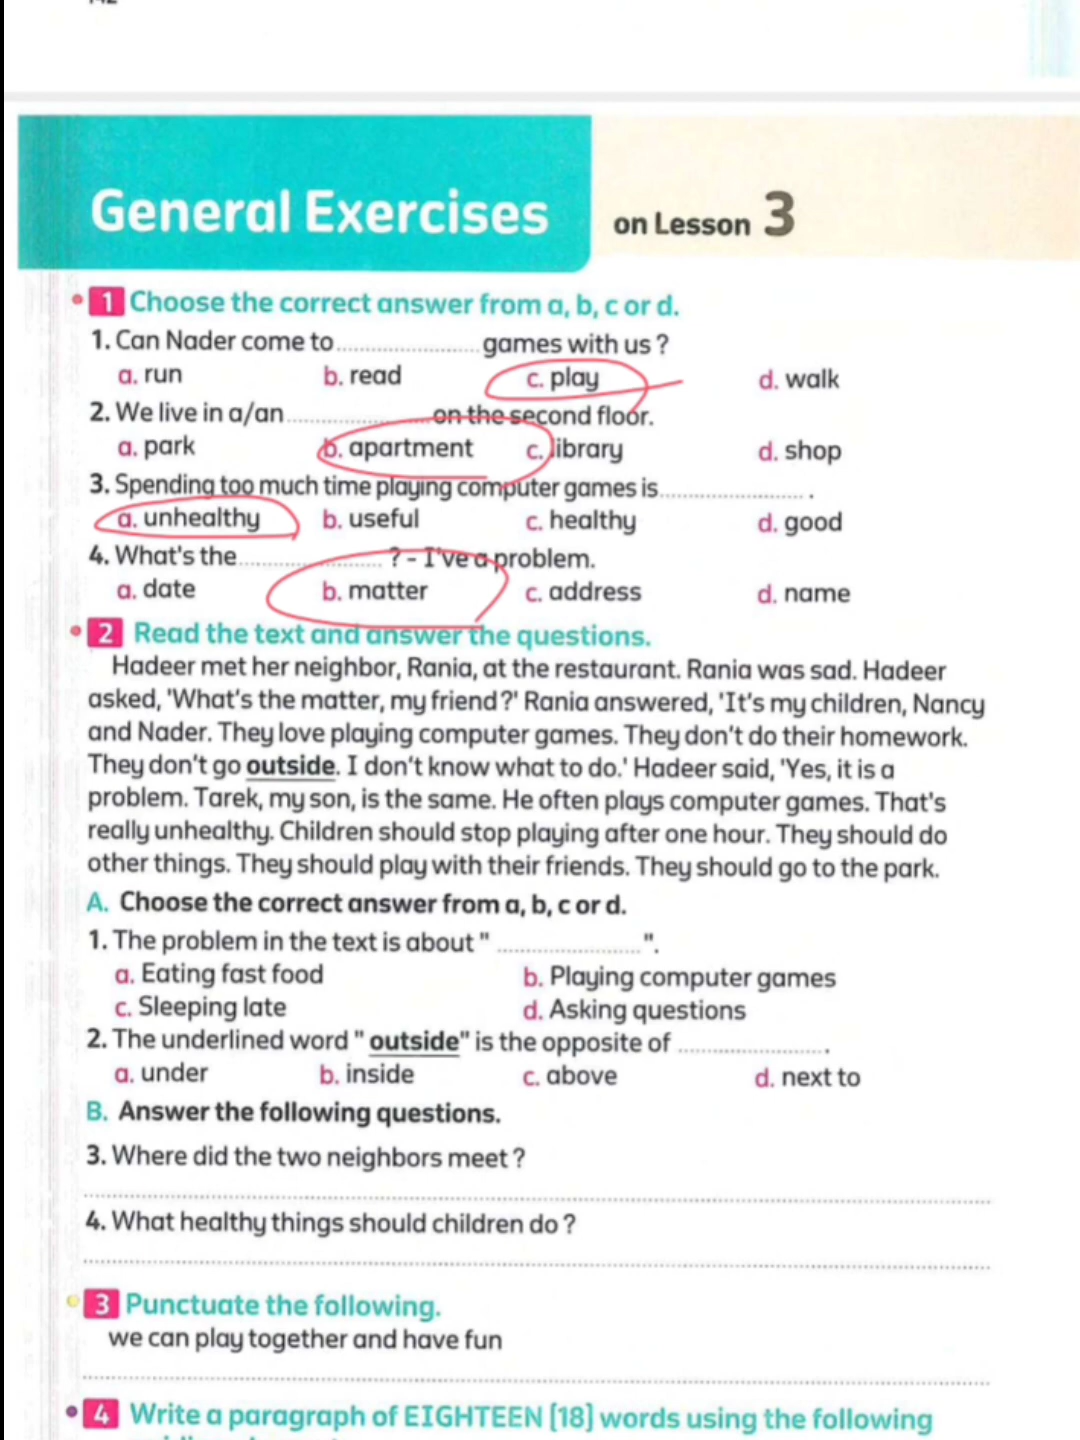 General Exercises on Lesson 3
1 Choose the correct answer from a, b, c or d.
1. Can Nader come to ........................ games with us ?
a. run b. read c. play d. walk
2. We live in a/an ........................ on the second floor.
a. park b. apartment c. library d. shop
3. Spending too much time playing computer games is ........................ .
a. unhealthy b. useful c. healthy d. good
4. What's the ........................ ? - I've a problem.
a. date b. matter c. address d. name
2 Read the text and answer the questions.
Hadeer met her neighbor, Rania, at the restaurant. Rania was sad. Hadeer
asked, 'What's the matter, my friend?' Rania answered, 'It's my children, Nancy
and Nader. They love playing computer games. They don't do their homework.
They don't go outside. I don't know what to do.' Hadeer said, 'Yes, it is a
problem. Tarek, my son, is the same. He often plays computer games. That's
really unhealthy. Children should stop playing after one hour. They should do
other things. They should play with their friends. They should go to the park.
A. Choose the correct answer from a, b, c or d.
1. The problem in the text is about " ........................ ".
a. Eating fast food b. Playing computer games
c. Sleeping late d. Asking questions
2. The underlined word " outside" is the opposite of ........................ .
a. under b. inside c. above d. next to
B. Answer the following questions.
3. Where did the two neighbors meet ?
4. What healthy things should children do ?
3 Punctuate the following.
we can play together and have fun
4 Write a paragraph of EIGHTEEN [18] words using the following